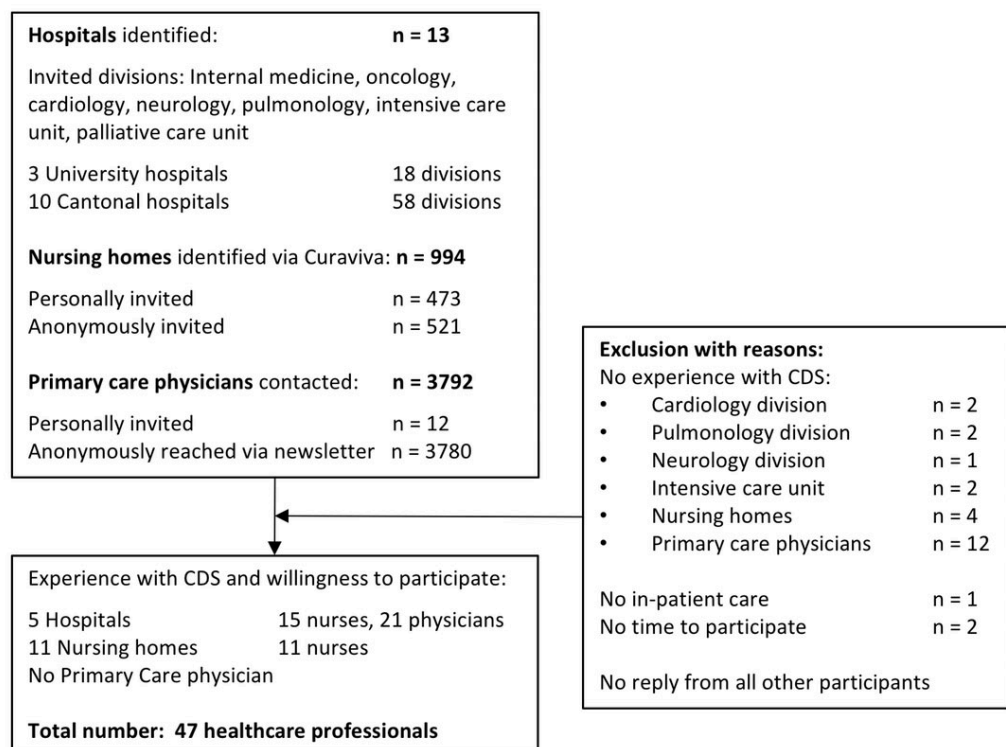 Hospitals identified: n = 13
Invited divisions: Internal medicine, oncology,
cardiology, neurology, pulmonology, intensive care
unit, palliative care unit
3 University hospitals 18 divisions
10 Cantonal hospitals 58 divisions
Nursing homes identified via Curaviva: n = 994
Personally invited n = 473
Anonymously invited n = 521
Primary care physicians contacted: n = 3792
Personally invited n = 12
Anonymously reached via newsletter n = 3780
Exclusion with reasons:
No experience with CDS:
• Cardiology division n = 2
• Pulmonology division n = 2
• Neurology division n = 1
• Intensive care unit n = 2
• Nursing homes n = 4
• Primary care physicians n = 12
No in-patient care n = 1
No time to participate n = 2
No reply from all other participants
Experience with CDS and willingness to participate:
5 Hospitals 15 nurses, 21 physicians
11 Nursing homes 11 nurses
No Primary Care physician
Total number: 47 healthcare professionals